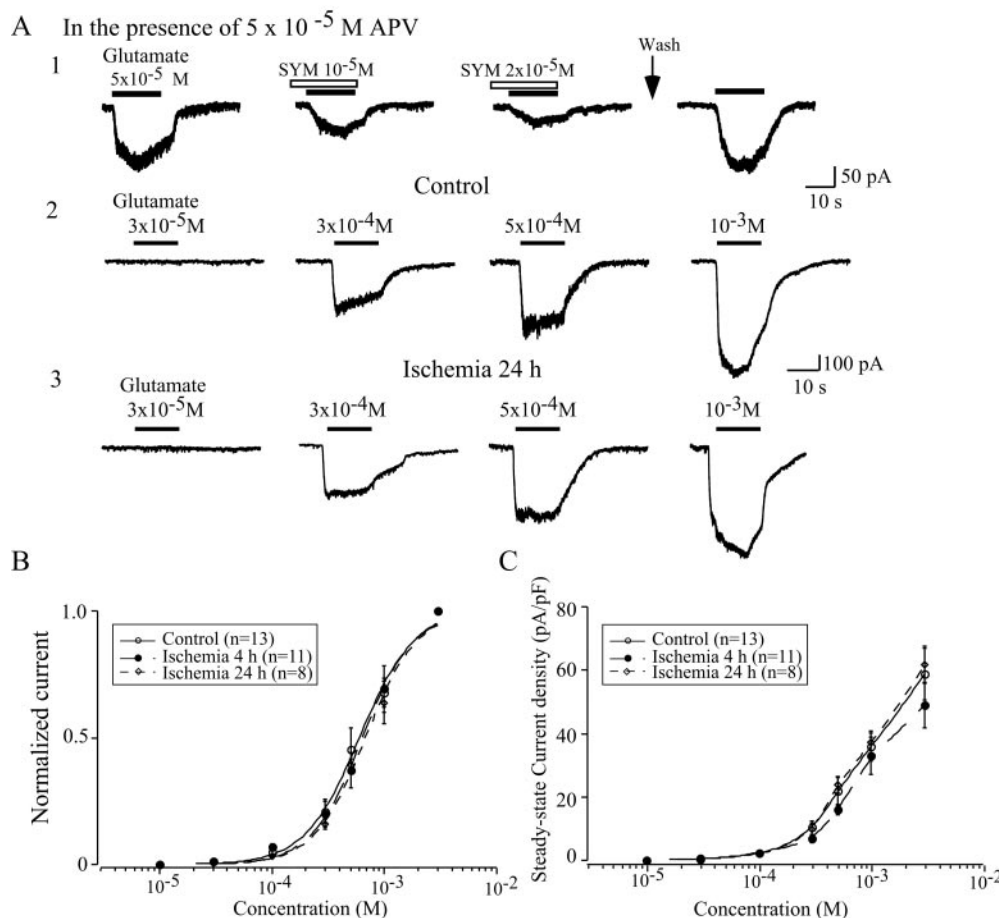 A In the presence of 5 x 10⁻⁵ M APV
1
Glutamate
5x10⁻⁵ M
SYM 10⁻⁵M
SYM 2x10⁻⁵M
Wash
50 pA
10 s
Control
2
Glutamate
3x10⁻⁵M
3x10⁻⁴M
5x10⁻⁴M
10⁻³M
100 pA
10 s
Ischemia 24 h
3
Glutamate
3x10⁻⁵M
3x10⁻⁴M
5x10⁻⁴M
10⁻³M
B
Normalized current
1.0
0.5
0
Control (n=13)
Ischemia 4 h (n=11)
Ischemia 24 h (n=8)
10⁻⁵ 10⁻⁴ 10⁻³ 10⁻²
Concentration (M)
C
Steady-state Current density (pA/pF)
80
60
40
20
0
Control (n=13)
Ischemia 4 h (n=11)
Ischemia 24 h (n=8)
10⁻⁵ 10⁻⁴ 10⁻³ 10⁻²
Concentration (M)